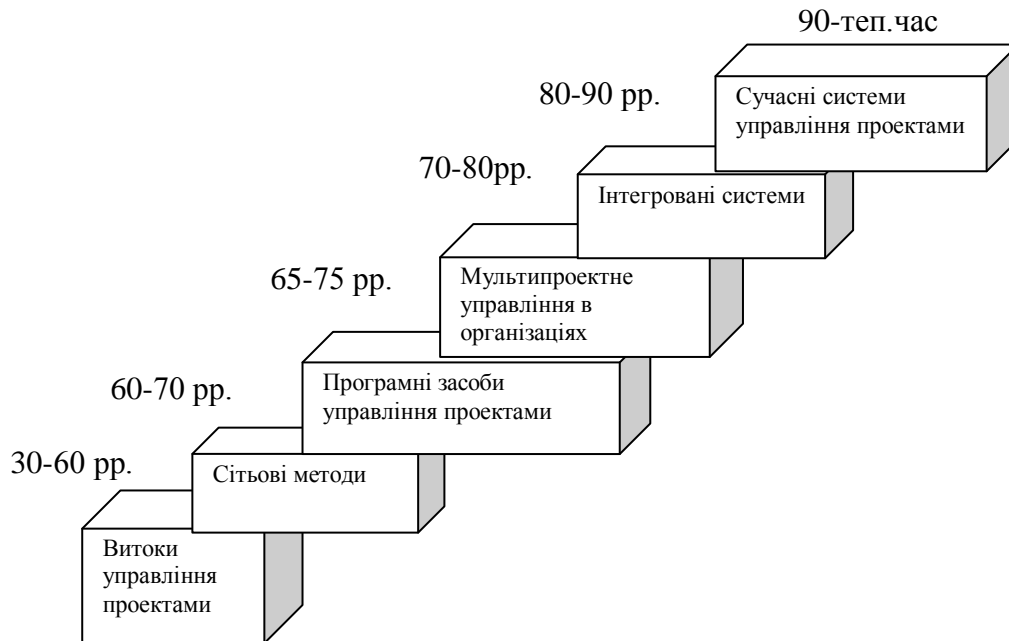 90-теп.час
Сучасні системи
управління проектами
80-90 рр.
Інтегровані системи
70-80рр.
Мультипроектне
управління в
організаціях
65-75 рр.
Програмні засоби
управління проектами
60-70 рр.
Сітьові методи
30-60 рр.
Витоки
управління
проектами